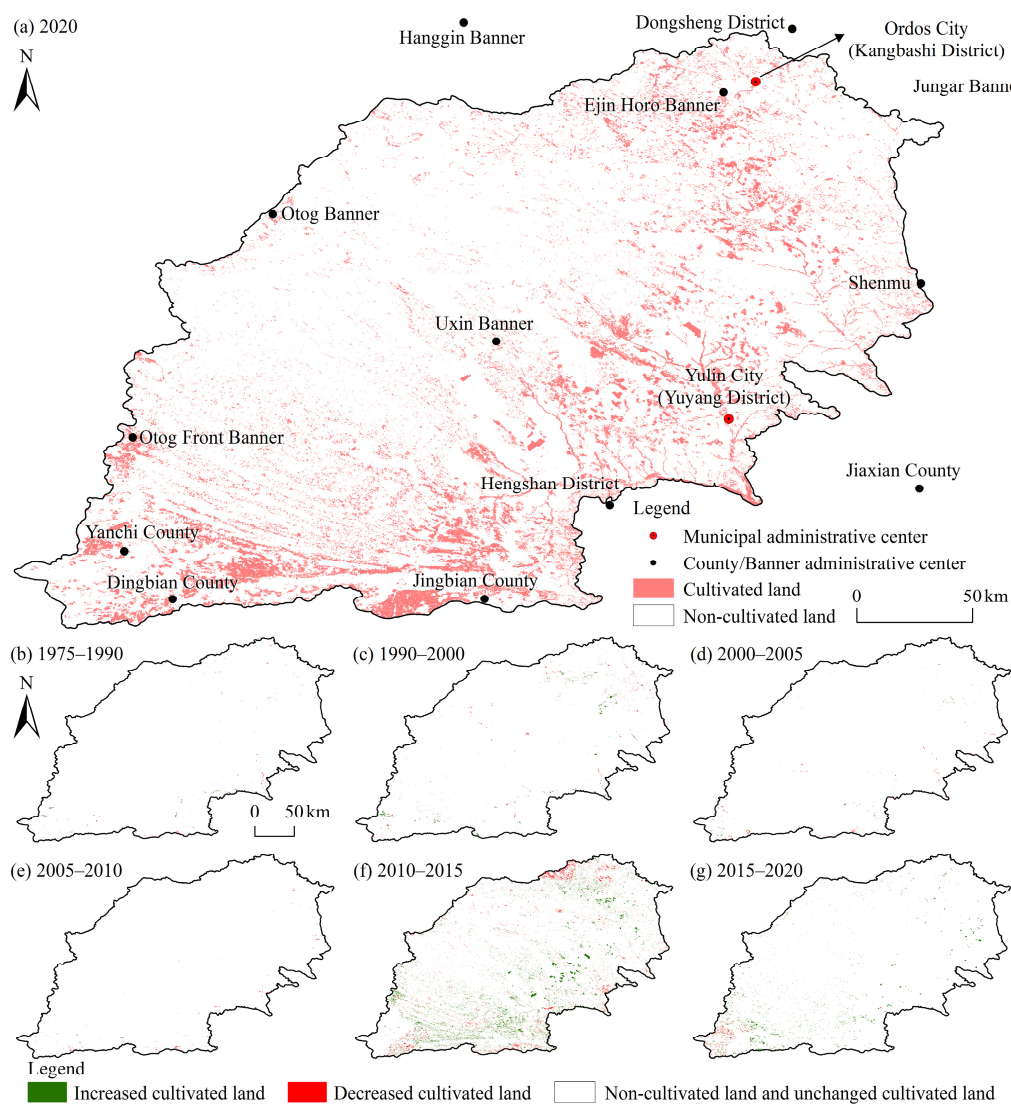 (a) 2020
N
Hanggin Banner
Dongsheng District
Ordos City
(Kangbashi District)
Jungar Bann
Ejin Horo Banner
Otog Banner
Shenmu
Uxin Banner
Yulin City
(Yuyang District)
Otog Front Banner
Jiaxian County
Hengshan District
Yanchi County
Dingbian County
Jingbian County
Legend
Municipal administrative center
County/Banner administrative center
Cultivated land
Non-cultivated land
0 50 km
(b) 1975–1990
N
0 50 km
(c) 1990–2000
(d) 2000–2005
(e) 2005–2010
(f) 2010–2015
(g) 2015–2020
Legend
Increased cultivated land
Decreased cultivated land
Non-cultivated land and unchanged cultivated land